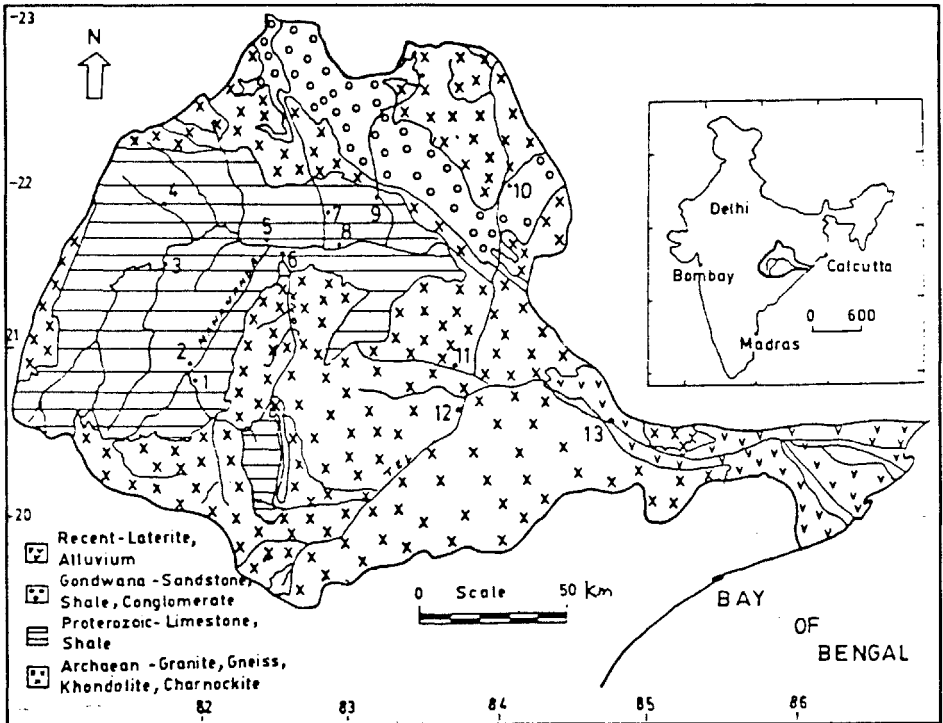 -23
N
-22
-21
-20
4
5
3
6
7
8
9
10
2
1
11
12
13
MAHANADI
TEL
Delhi
Bombay
Calcutta
Madras
0 600
Recent-Laterite,
Alluvium
Gondwana-Sandstone,
Shale, Conglomerate
Proterozoic-Limestone,
Shale
Archaean-Granite, Gneiss,
Khondolite, Charnockite
0 Scale 50 Km
BAY
OF
BENGAL
82 83 84 85 86